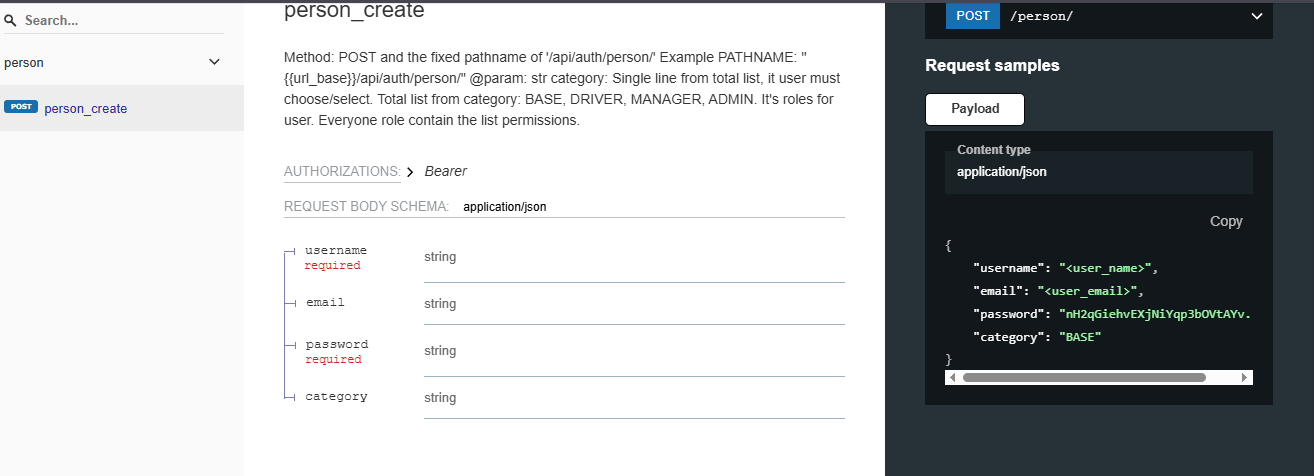 Search...
person
POST person_create
person_create
Method: POST and the fixed pathname of '/api/auth/person/' Example PATHNAME: "
{{url_base}}/api/auth/person/" @param: str category: Single line from total list, it user must
choose/select. Total list from category: BASE, DRIVER, MANAGER, ADMIN. It's roles for
user. Everyone role contain the list permissions.
AUTHORIZATIONS: Bearer
REQUEST BODY SCHEMA: application/json
username
required
string
email
string
password
required
string
category
string
POST /person/
Request samples
Payload
Content type
application/json
Copy
{
"username": "<user_name>",
"email": "<user_email>",
"password": "nH2qGiehvEXjNiYqp3bOVtAYv.
"category": "BASE"
}